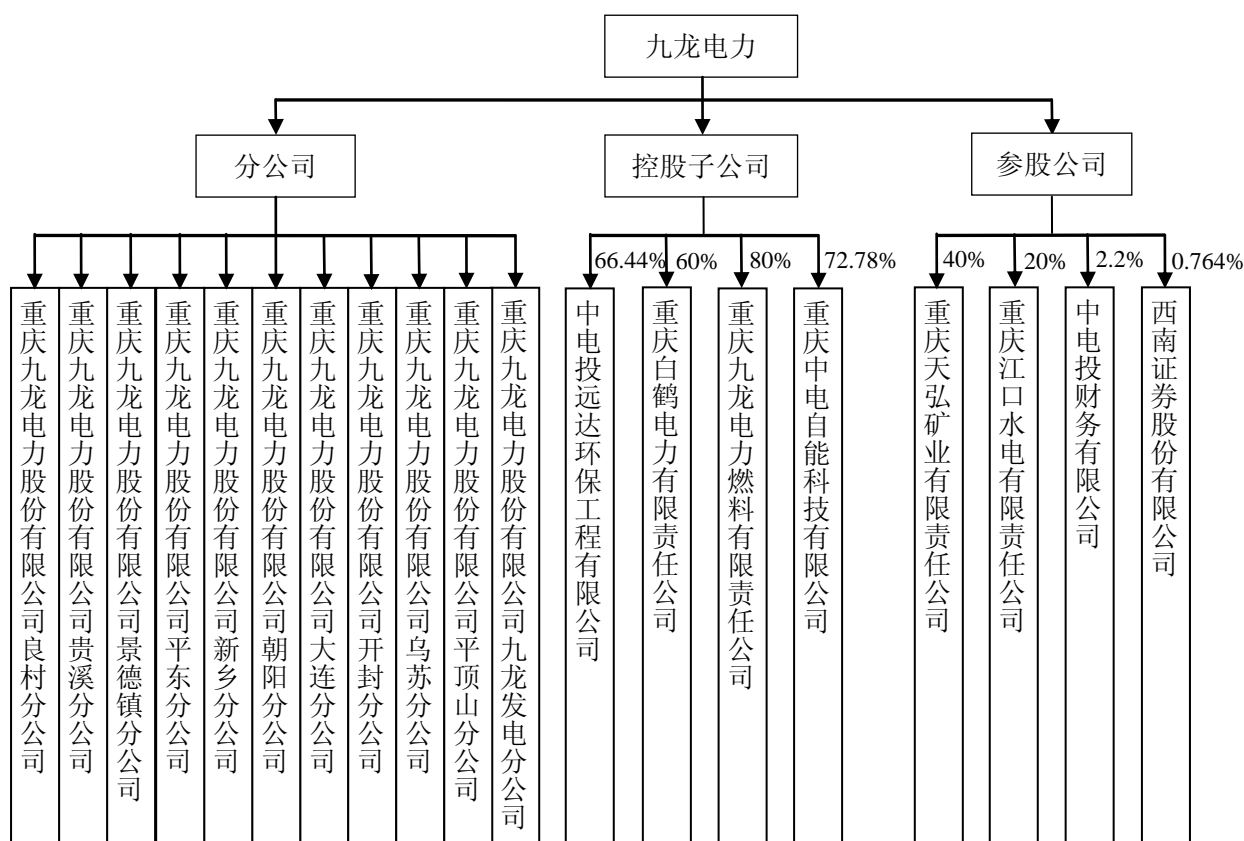 九龙电力
分公司
控股子公司
参股公司
66.44%
60%
80%
72.78%
40%
20%
2.2%
0.764%
重庆九龙电力股份有限公司良村分公司
重庆九龙电力股份有限公司贵溪分公司
重庆九龙电力股份有限公司景德镇分公司
重庆九龙电力股份有限公司平东分公司
重庆九龙电力股份有限公司新乡分公司
重庆九龙电力股份有限公司朝阳分公司
重庆九龙电力股份有限公司大连分公司
重庆九龙电力股份有限公司开封分公司
重庆九龙电力股份有限公司乌苏分公司
重庆九龙电力股份有限公司平顶山分公司
重庆九龙电力股份有限公司九龙发电分公司
中电投远达环保工程有限公司
重庆白鹤电力有限责任公司
重庆九龙电力燃料有限责任公司
重庆中电自能科技有限公司
重庆天弘矿业有限责任公司
重庆江口水电有限责任公司
中电投财务有限公司
西南证券股份有限公司